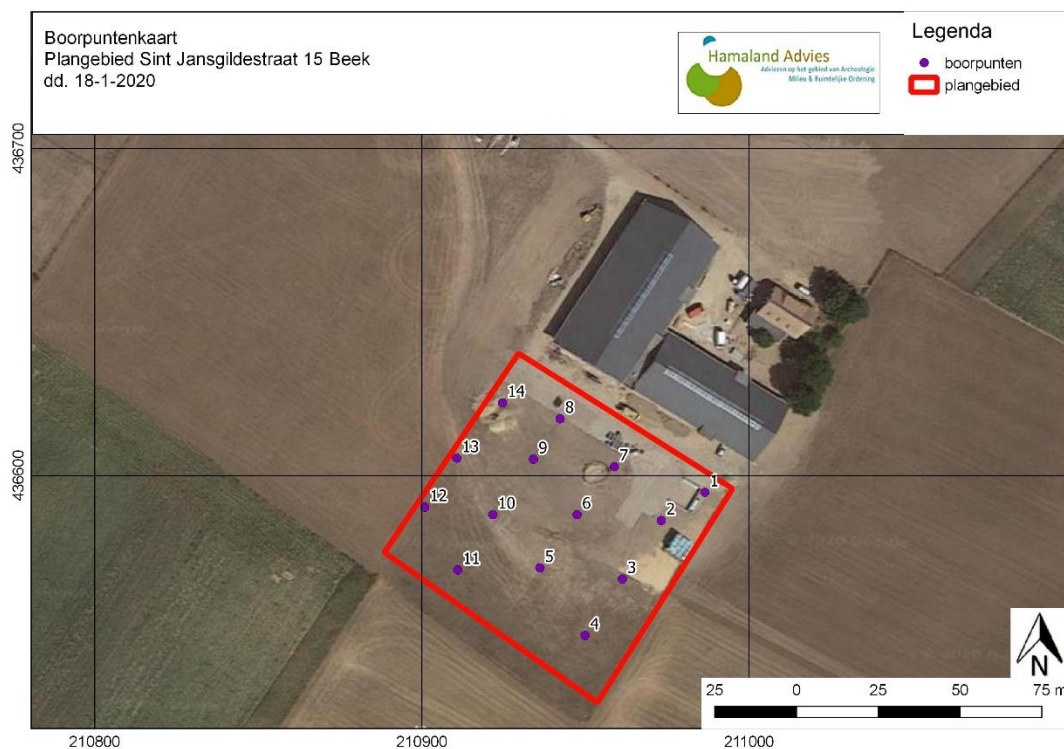 Boorpuntenkaart
Plangebied Sint Jansgildestraat 15 Beek
dd. 18-1-2020
Hamaland Advies
Adviezen op het gebied van Archeologie
Milieu & Ruimtelijke Ordening
Legenda
boorpunten
plangebied
436700
436600
14
8
13
9
7
1
12
10
6
2
11
5
3
4
N
25 0 25 50 75 m
210800 210900 211000